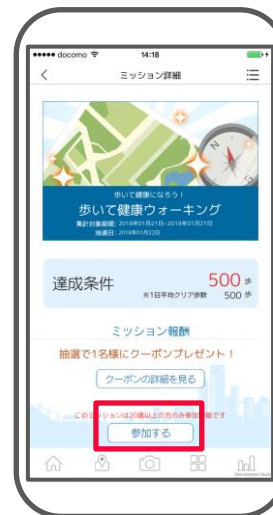 ●●●●● docomo 14:18
ミッション詳細
歩いて健康になろう！
歩いて健康ウォーキング
集計対象期間: 2018年01月21日~2018年01月21日
抽選日: 2018年01月22日
達成条件 500 歩
※1日平均クリア歩数 500 歩
ミッション報酬
抽選で1名様にクーポンプレゼント！
クーポンの詳細を見る
このミッションは20歳以上の方のみ参加可能です
参加する
Development Build